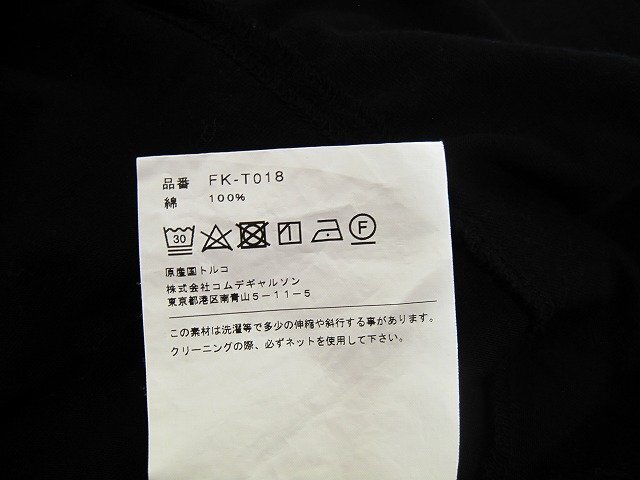 品番 FK-T018
綿 100%
30 F
原産国トルコ
株式会社コムデギャルソン
東京都港区南青山5-11-5
この素材は洗濯等で多少の伸縮や斜行する事があります。
クリーニングの際、必ずネットを使用して下さい。